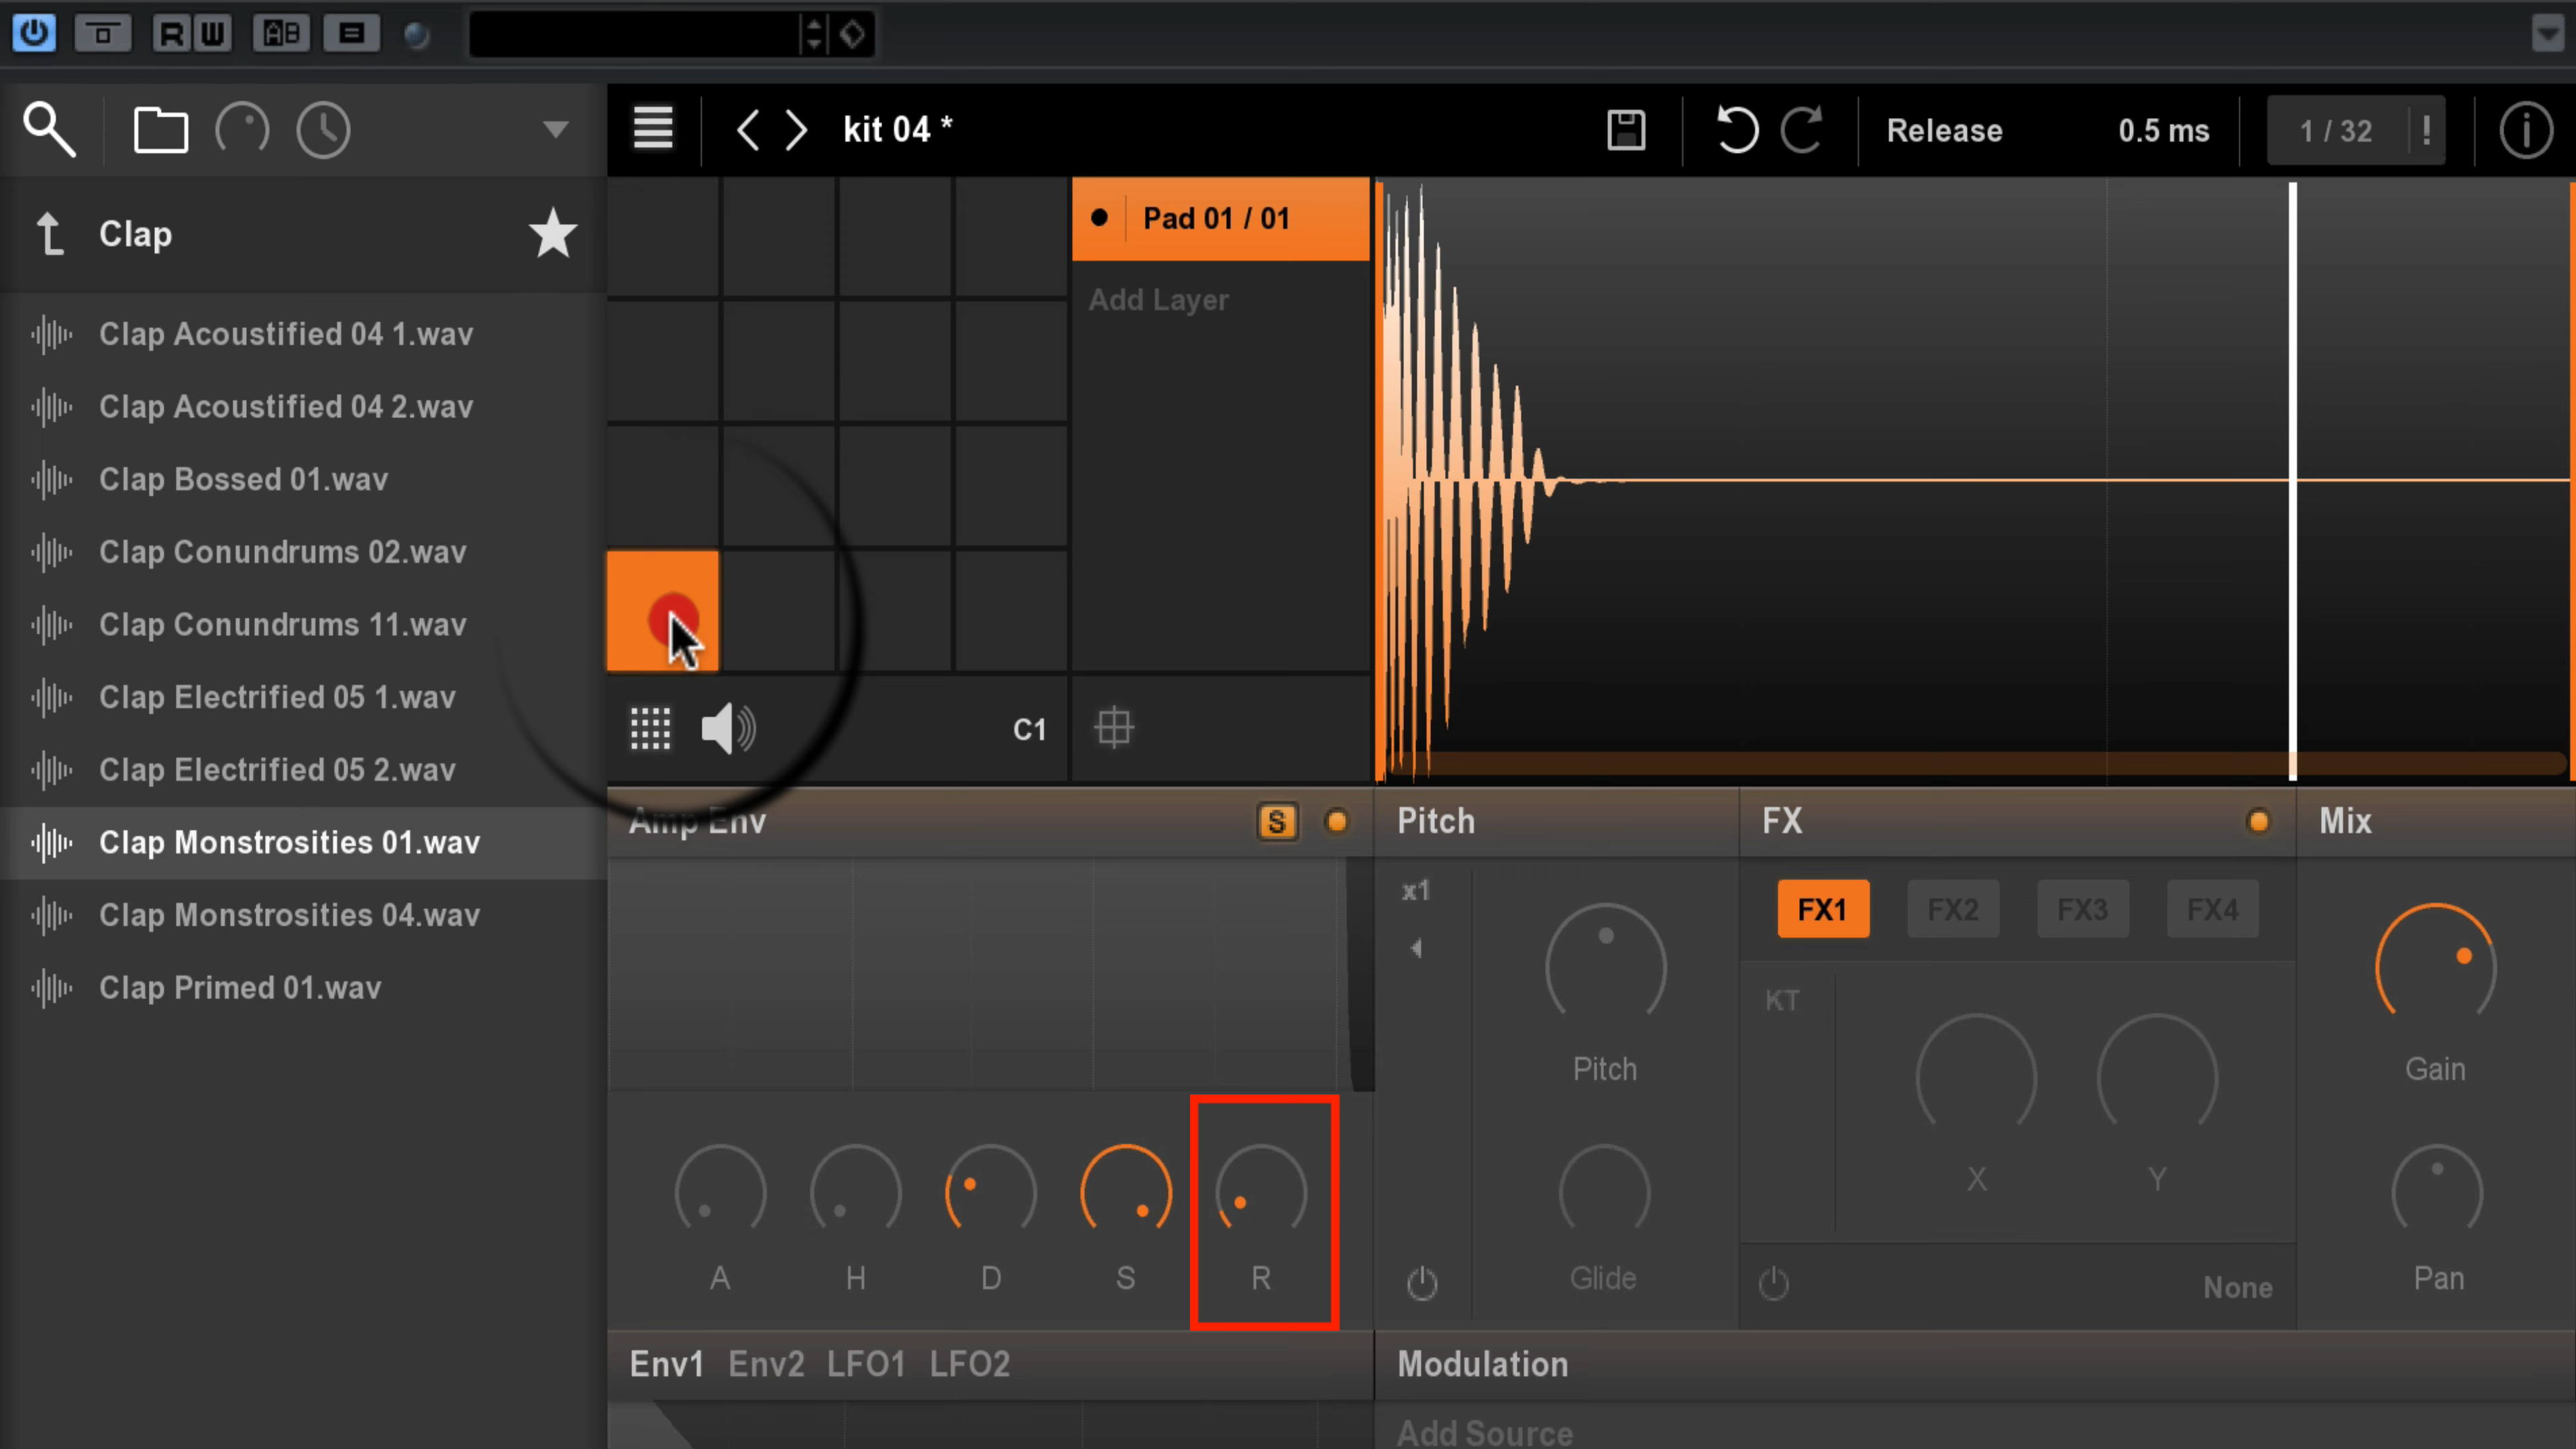 R W AB
kit 04 *
Release 0.5 ms 1 / 32 !
Clap
Clap Acoustified 04 1.wav
Clap Acoustified 04 2.wav
Clap Bossed 01.wav
Clap Conundrums 02.wav
Clap Conundrums 11.wav
Clap Electrified 05 1.wav
Clap Electrified 05 2.wav
Clap Monstrosities 01.wav
Clap Monstrosities 04.wav
Clap Primed 01.wav
Pad 01 / 01
Add Layer
C1
Amp Env S
A H D S R
Pitch
x1
Pitch
Glide
FX
FX1 FX2 FX3 FX4
KT
X Y
None
Mix
Gain
Pan
Env1 Env2 LFO1 LFO2
Modulation
Add Source